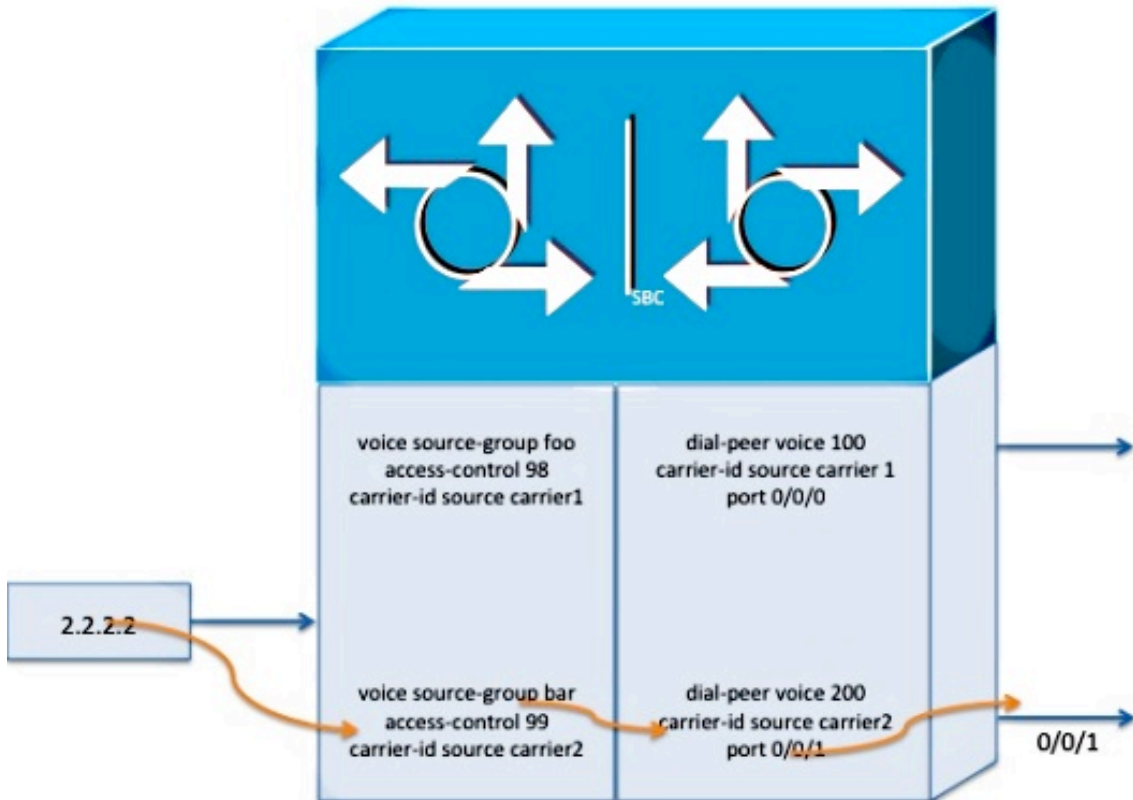 SBC
voice source-group foo
access-control 98
carrier-id source carrier1
dial-peer voice 100
carrier-id source carrier 1
port 0/0/0
2.2.2.2
voice source-group bar
access-control 99
carrier-id source carrier2
dial-peer voice 200
carrier-id source carrier2
port 0/0/1
0/0/1